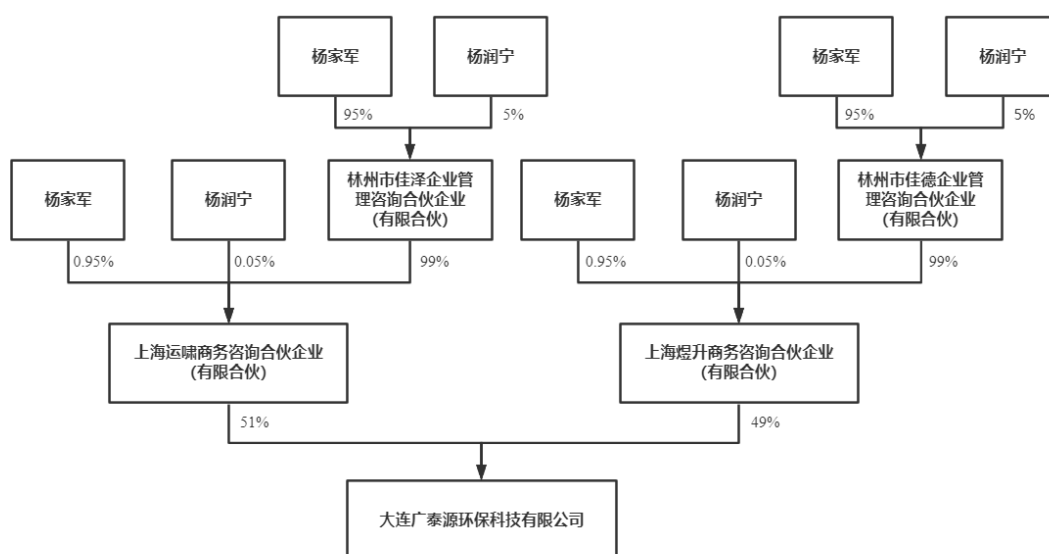 杨家军
杨润宁
杨家军
杨润宁
95%
5%
95%
5%
杨家军
杨润宁
林州市佳泽企业管
理咨询合伙企业
(有限合伙)
杨家军
杨润宁
林州市佳德企业管
理咨询合伙企业
(有限合伙)
0.95%
0.05%
99%
0.95%
0.05%
99%
上海运啸商务咨询合伙企业
(有限合伙)
上海煜升商务咨询合伙企业
(有限合伙)
51%
49%
大连广泰源环保科技有限公司